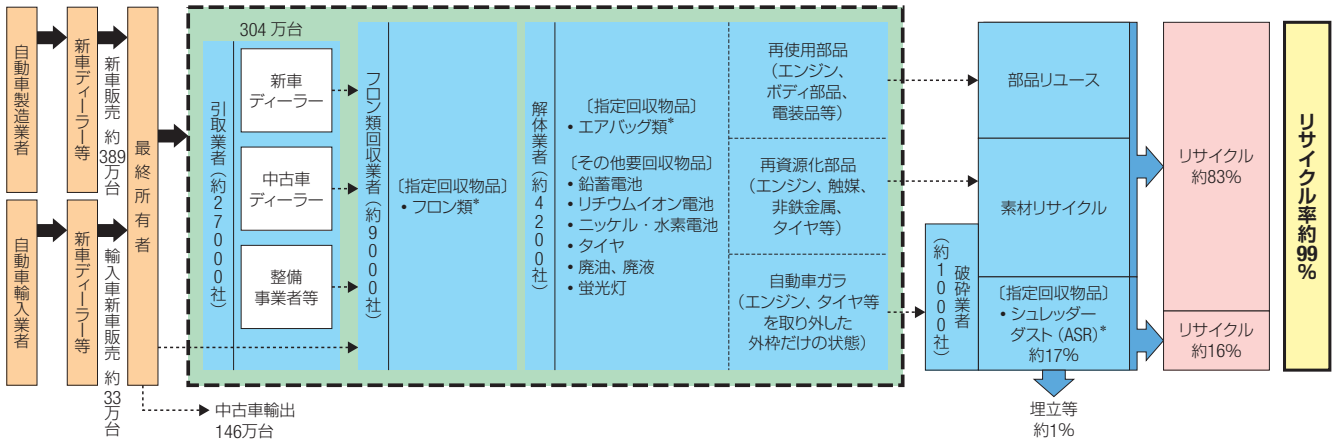 自動車製造業者
新車ディーラー等
新車販売 約389万台
自動車輸入業者
新車ディーラー等
輸入車新車販売 約33万台
最終所有者
中古車輸出
146万台
304万台
引取業者（約27000社）
新車
ディーラー
中古車
ディーラー
整備
事業者等
フロン類回収業者（約9000社）
〔指定回収物品〕
・フロン類*
解体業者（約4200社）
〔指定回収物品〕
・エアバッグ類*
〔その他要回収物品〕
・鉛蓄電池
・リチウムイオン電池
・ニッケル・水素電池
・タイヤ
・廃油、廃液
・蛍光灯
再使用部品
（エンジン、
ボディ部品、
電装品等）
再資源化部品
（エンジン、触媒、
非鉄金属、
タイヤ等）
自動車ガラ
（エンジン、タイヤ等
を取り外した
外枠だけの状態）
破砕業者
（約1000社）
部品リユース
素材リサイクル
〔指定回収物品〕
・シュレッダー
ダスト（ASR）*
約17%
埋立等
約1%
リサイクル
約83%
リサイクル
約16%
リサイクル率約99%